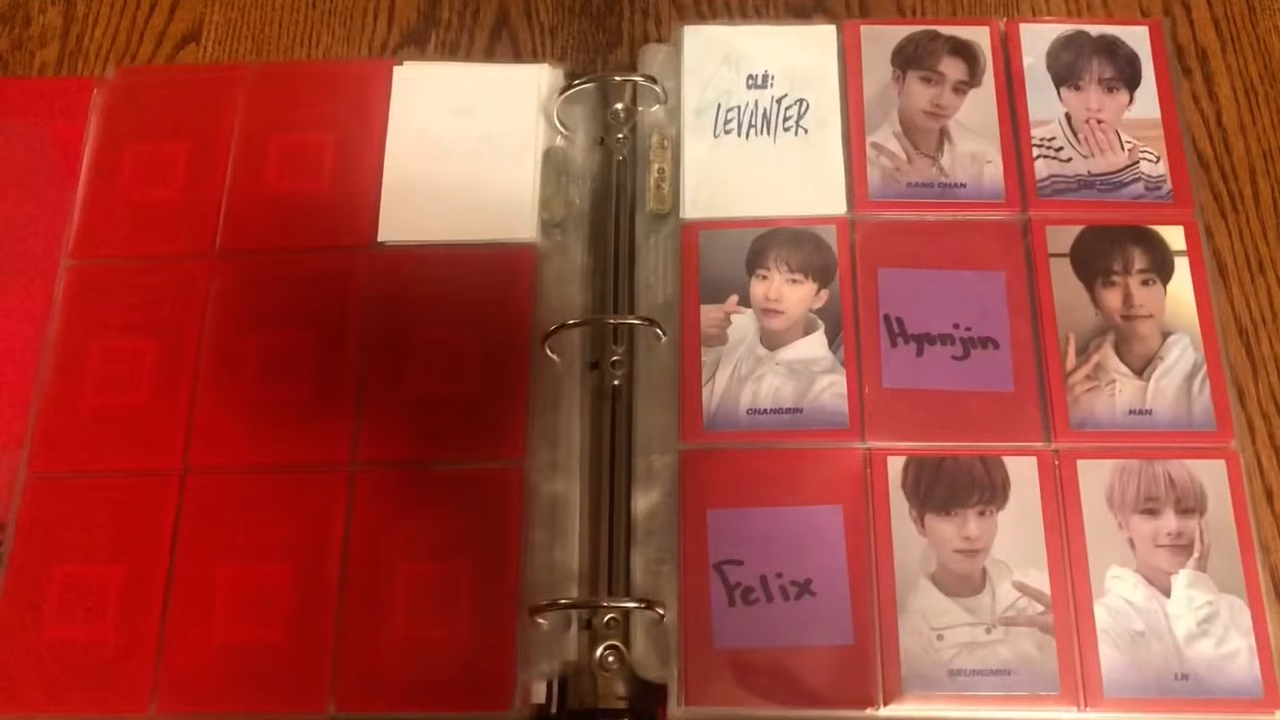 CLÉ:
LEVANTER
BANG CHAN
CHANGBIN
Hyunjin
HAN
Felix
SEUNGMIN
I.N